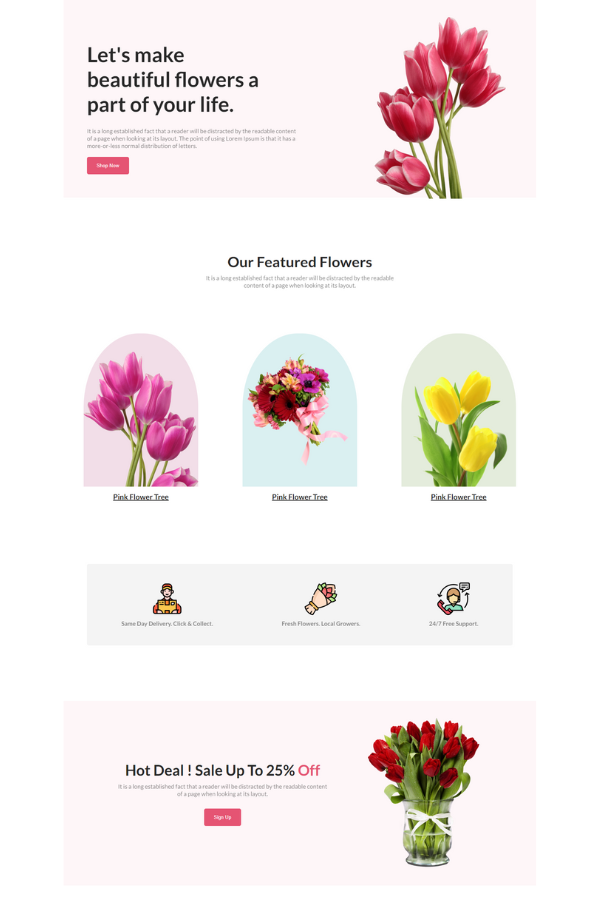 Let's make
beautiful flowers a
part of your life.
It is a long established fact that a reader will be distracted by the readable content
of a page when looking at its layout. The point of using Lorem Ipsum is that it has a
more-or-less normal distribution of letters.
Shop Now
Our Featured Flowers
It is a long established fact that a reader will be distracted by the readable
content of a page when looking at its layout.
Pink Flower Tree
Pink Flower Tree
Pink Flower Tree
Same Day Delivery. Click & Collect.
Fresh Flowers. Local Growers.
24/7 Free Support.
Hot Deal ! Sale Up To 25% Off
It is a long established fact that a reader will be distracted by the readable content
of a page when looking at its layout.
Sign Up